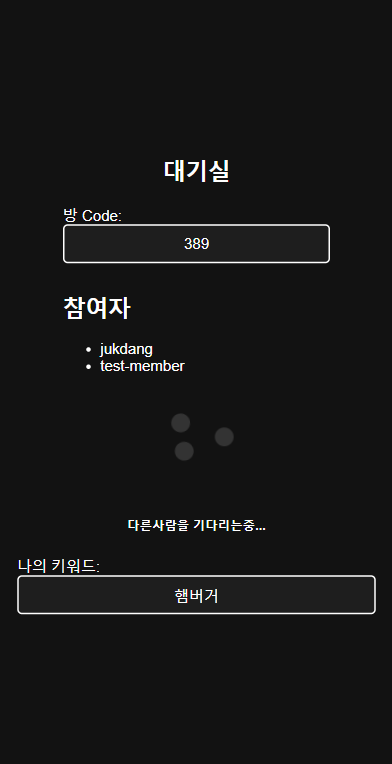 대기실
방 Code:
389
참여자
jukdang
test-member
다른사람을 기다리는중...
나의 키워드:
햄버거